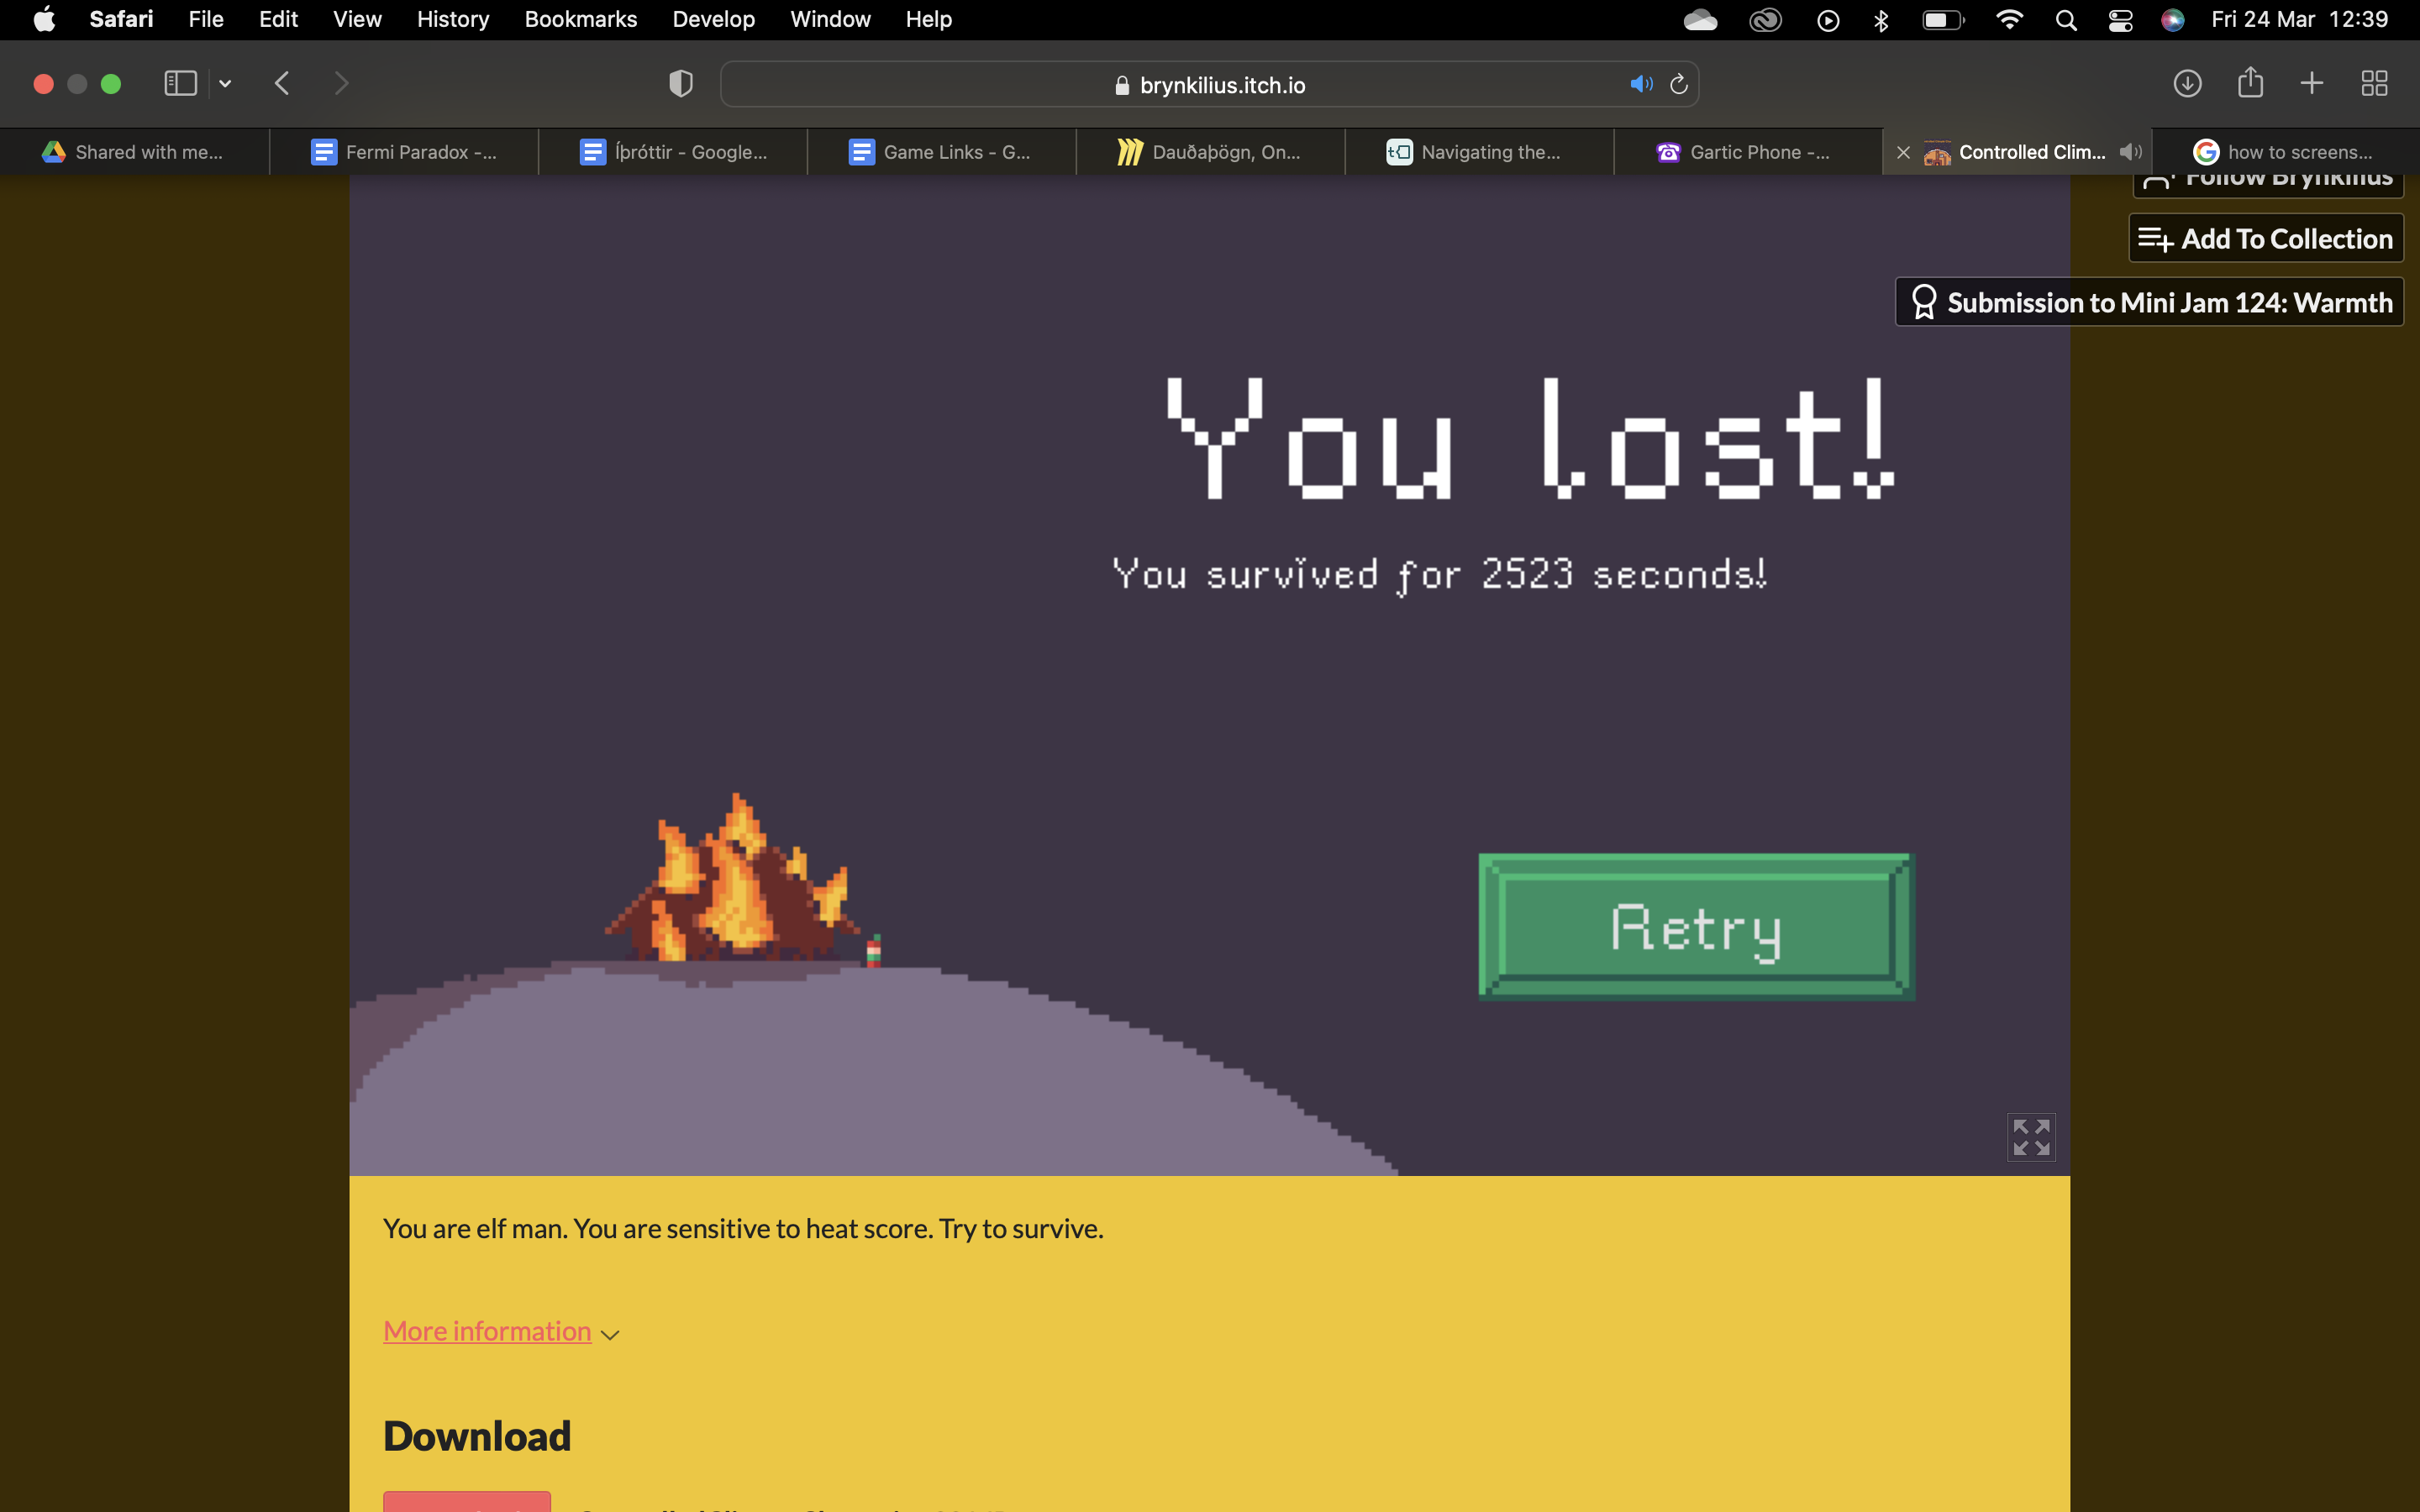 Safari File Edit View History Bookmarks Develop Window Help Fri 24 Mar 12:39
brynkilius.itch.io
Shared with me... Fermi Paradox -... Íþróttir - Google... Game Links - G... Dauðaþögn, On... Navigating the... Gartic Phone -... Controlled Clim... how to screens...
Follow Brynkilius
Add To Collection
Submission to Mini Jam 124: Warmth
You lost!
You survived for 2523 seconds!
Retry
You are elf man. You are sensitive to heat score. Try to survive.
More information
Download